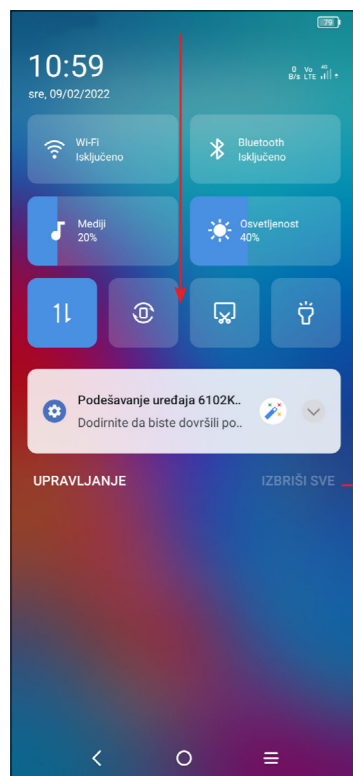 79
10:59
0 Vo 4G
B/s LTE
sre, 09/02/2022
Wi-Fi
Isključeno
Bluetooth
Isključeno
Mediji
20%
Osvetljenost
40%
Podešavanje uređaja 6102K..
Dodirnite da biste dovršili po..
UPRAVLJANJE
IZBRIŠI SVE